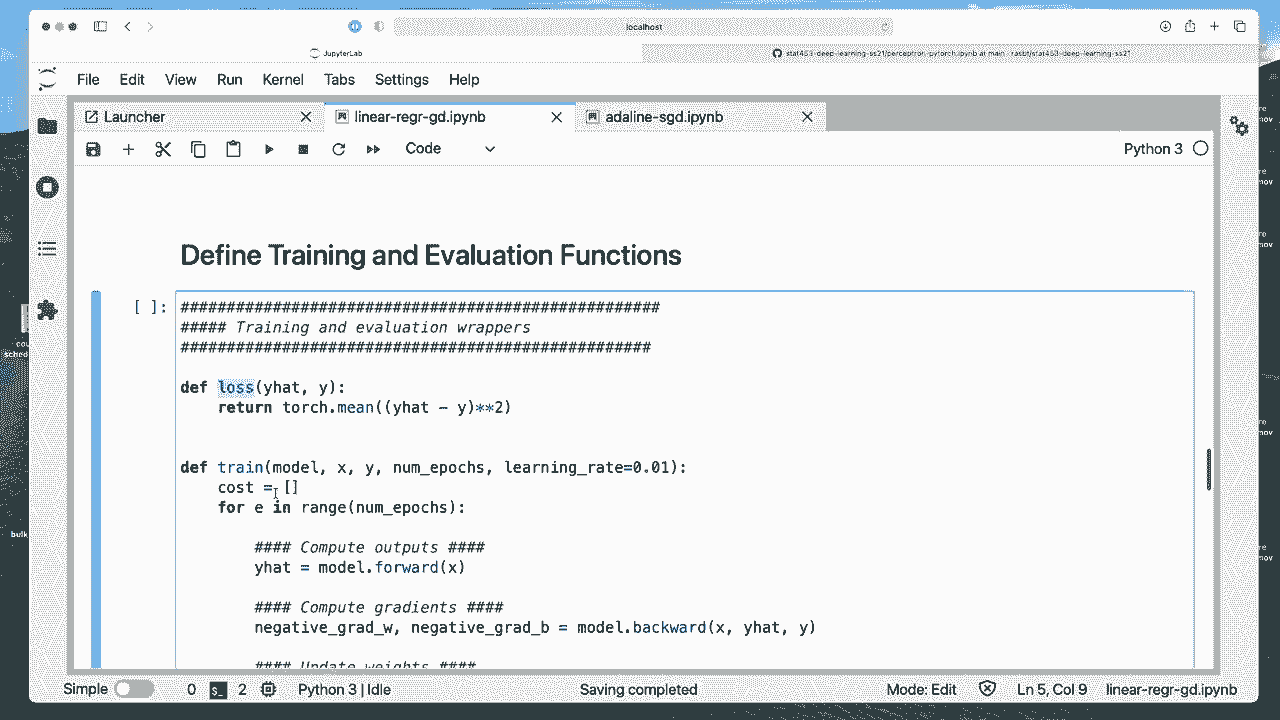 localhost
JupyterLab
stat453-deep-learning-ss21/perceptron-pytorch.ipynb at main · rasbt/stat453-deep-learning-ss21
File Edit View Run Kernel Tabs Settings Help
Launcher linear-regr-gd.ipynb adaline-sgd.ipynb
Code Python 3
Define Training and Evaluation Functions
[ ]: ####################################################
##### Training and evaluation wrappers
###################################################
def loss(yhat, y):
return torch.mean((yhat - y)**2)
def train(model, x, y, num_epochs, learning_rate=0.01):
cost = []
for e in range(num_epochs):
#### Compute outputs ####
yhat = model.forward(x)
#### Compute gradients ####
negative_grad_w, negative_grad_b = model.backward(x, yhat, y)
#### Update weights ####
Simple 0 2 Python 3 | Idle Saving completed Mode: Edit Ln 5, Col 9 linear-regr-gd.ipynb